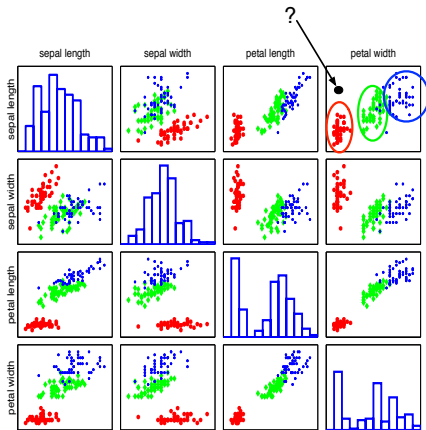 ?
sepal length sepal width petal length petal width
sepal length
sepal width
petal length
petal width